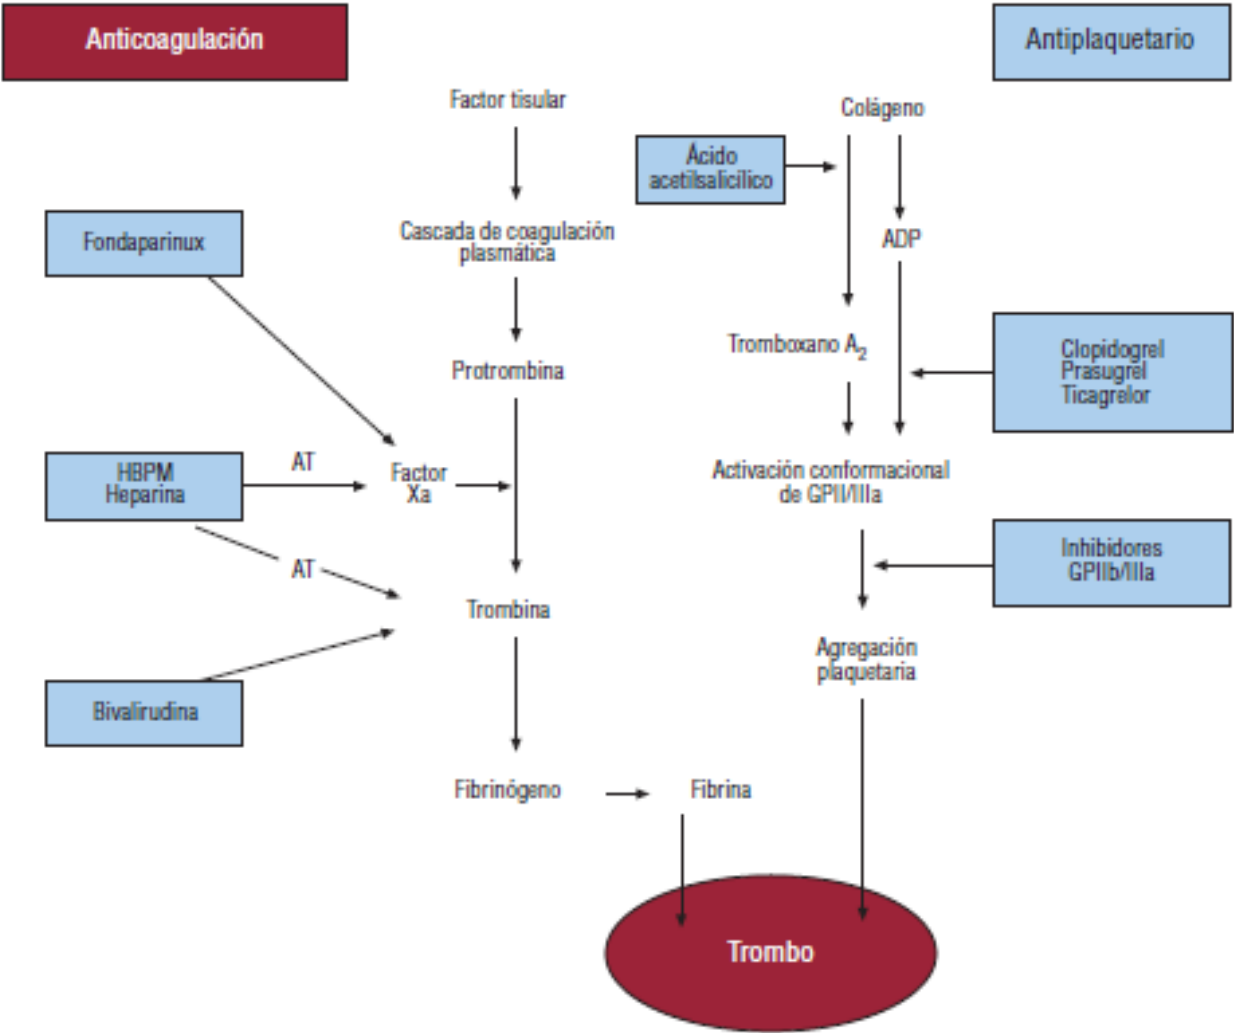 Anticoagulación
Antiplaquetario
Factor tisular
Colágeno
Ácido
acetilsalicílico
Fondaparinux
Cascada de coagulación
plasmática
ADP
Tromboxano A₂
Clopidogrel
Prasugrel
Ticagrelor
Protrombina
HBPM
Heparina
AT
Factor
Xa
Activación conformacional
de GPII/IIIa
AT
Inhibidores
GPIIb/IIIa
Trombina
Agregación
plaquetaria
Bivalirudina
Fibrinógeno
Fibrina
Trombo